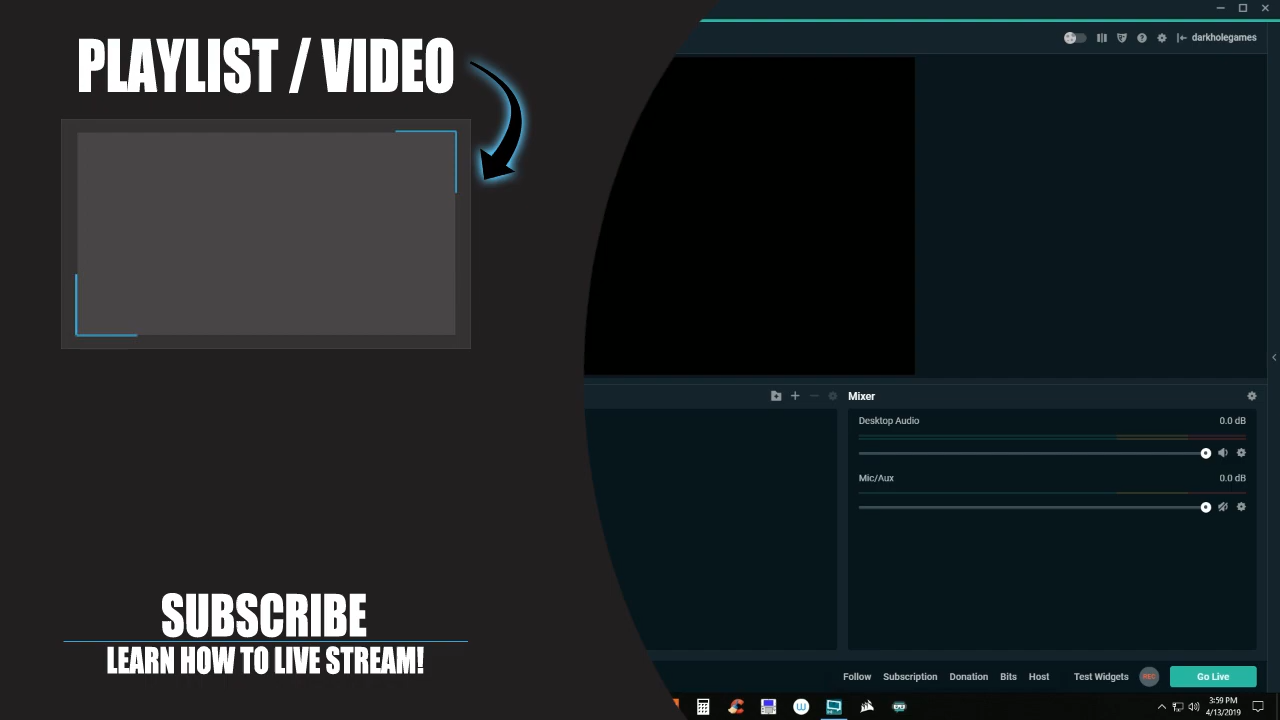 PLAYLIST / VIDEO
darkholegames
Mixer
Desktop Audio 0.0 dB
Mic/Aux 0.0 dB
SUBSCRIBE
LEARN HOW TO LIVE STREAM!
Follow Subscription Donation Bits Host Test Widgets REC Go Live
3:59 PM
4/13/2019